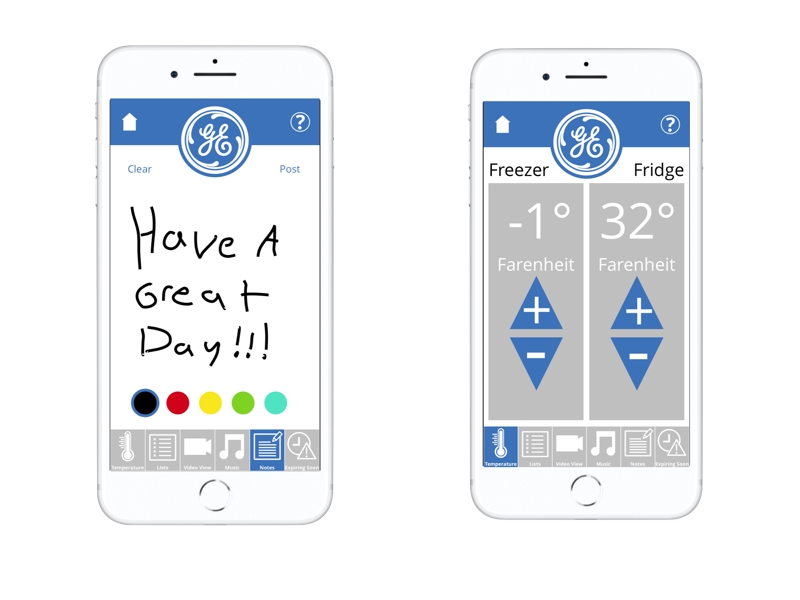 ?
GE
Clear Post
Have A
Great
Day!!!
Temperature Lists Video View Music Notes Expiring Soon
?
GE
Freezer Fridge
-1° 32°
Farenheit Farenheit
+ +
- -
Temperature Lists Video View Music Notes Expiring Soon